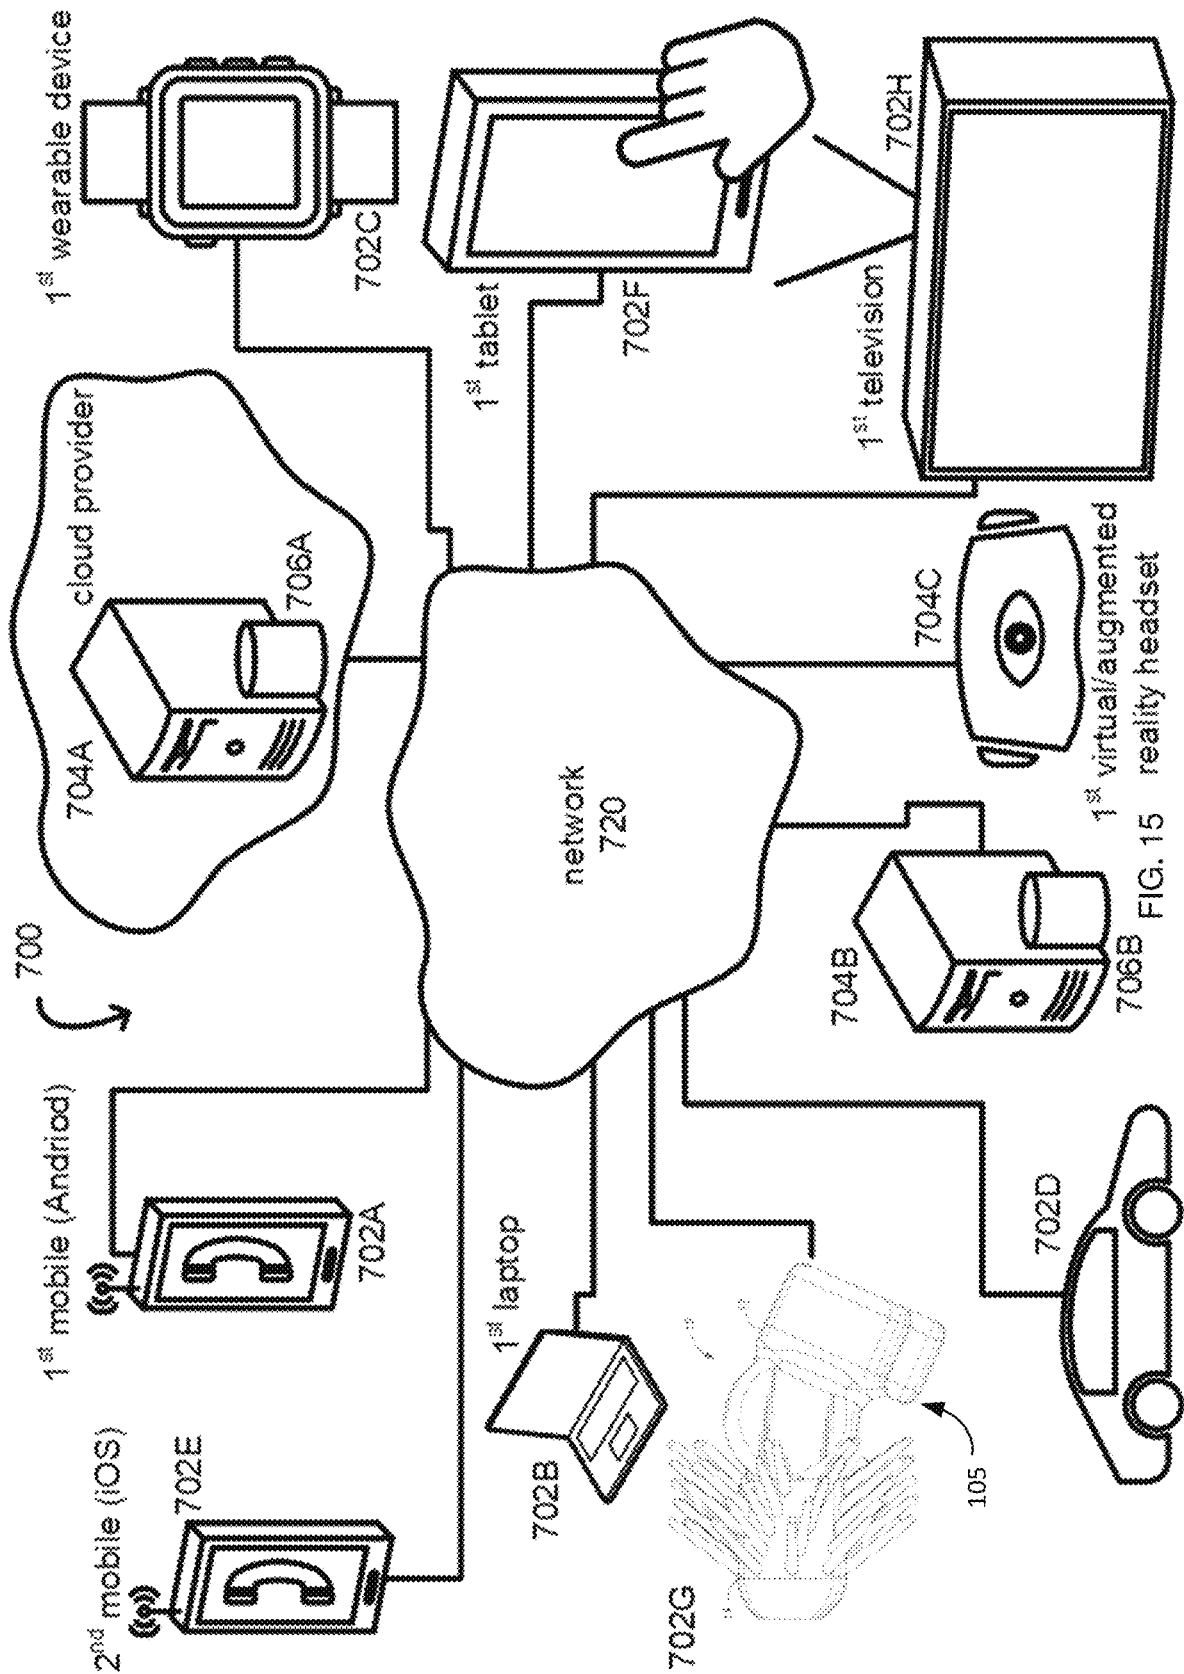 2nd mobile (iOS)
702E
1st mobile (Andriod)
702A
700
cloud provider
704A
706A
1st wearable device
702C
1st laptop
702B
network
720
1st tablet
702F
702G
105
702D
704B
706B
704C
1st virtual/augmented
reality headset
1st television
702H
FIG. 15